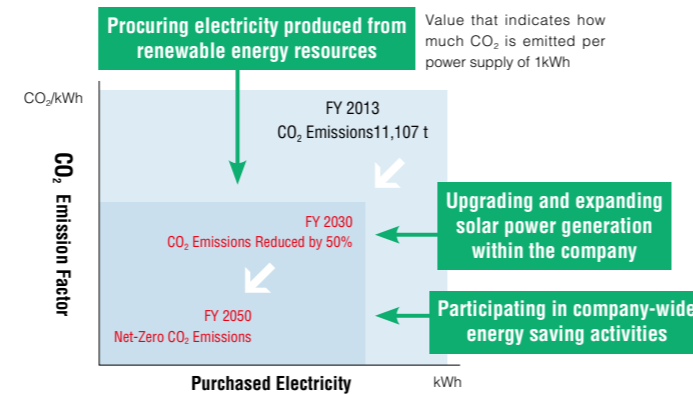 Procuring electricity produced from
renewable energy resources
Value that indicates how
much CO₂ is emitted per
power supply of 1kWh
CO₂/kWh
CO₂ Emission Factor
FY 2013
CO₂ Emissions11,107 t
Upgrading and expanding
solar power generation
within the company
FY 2030
CO₂ Emissions Reduced by 50%
Participating in company-wide
energy saving activities
FY 2050
Net-Zero CO₂ Emissions
Purchased Electricity
kWh